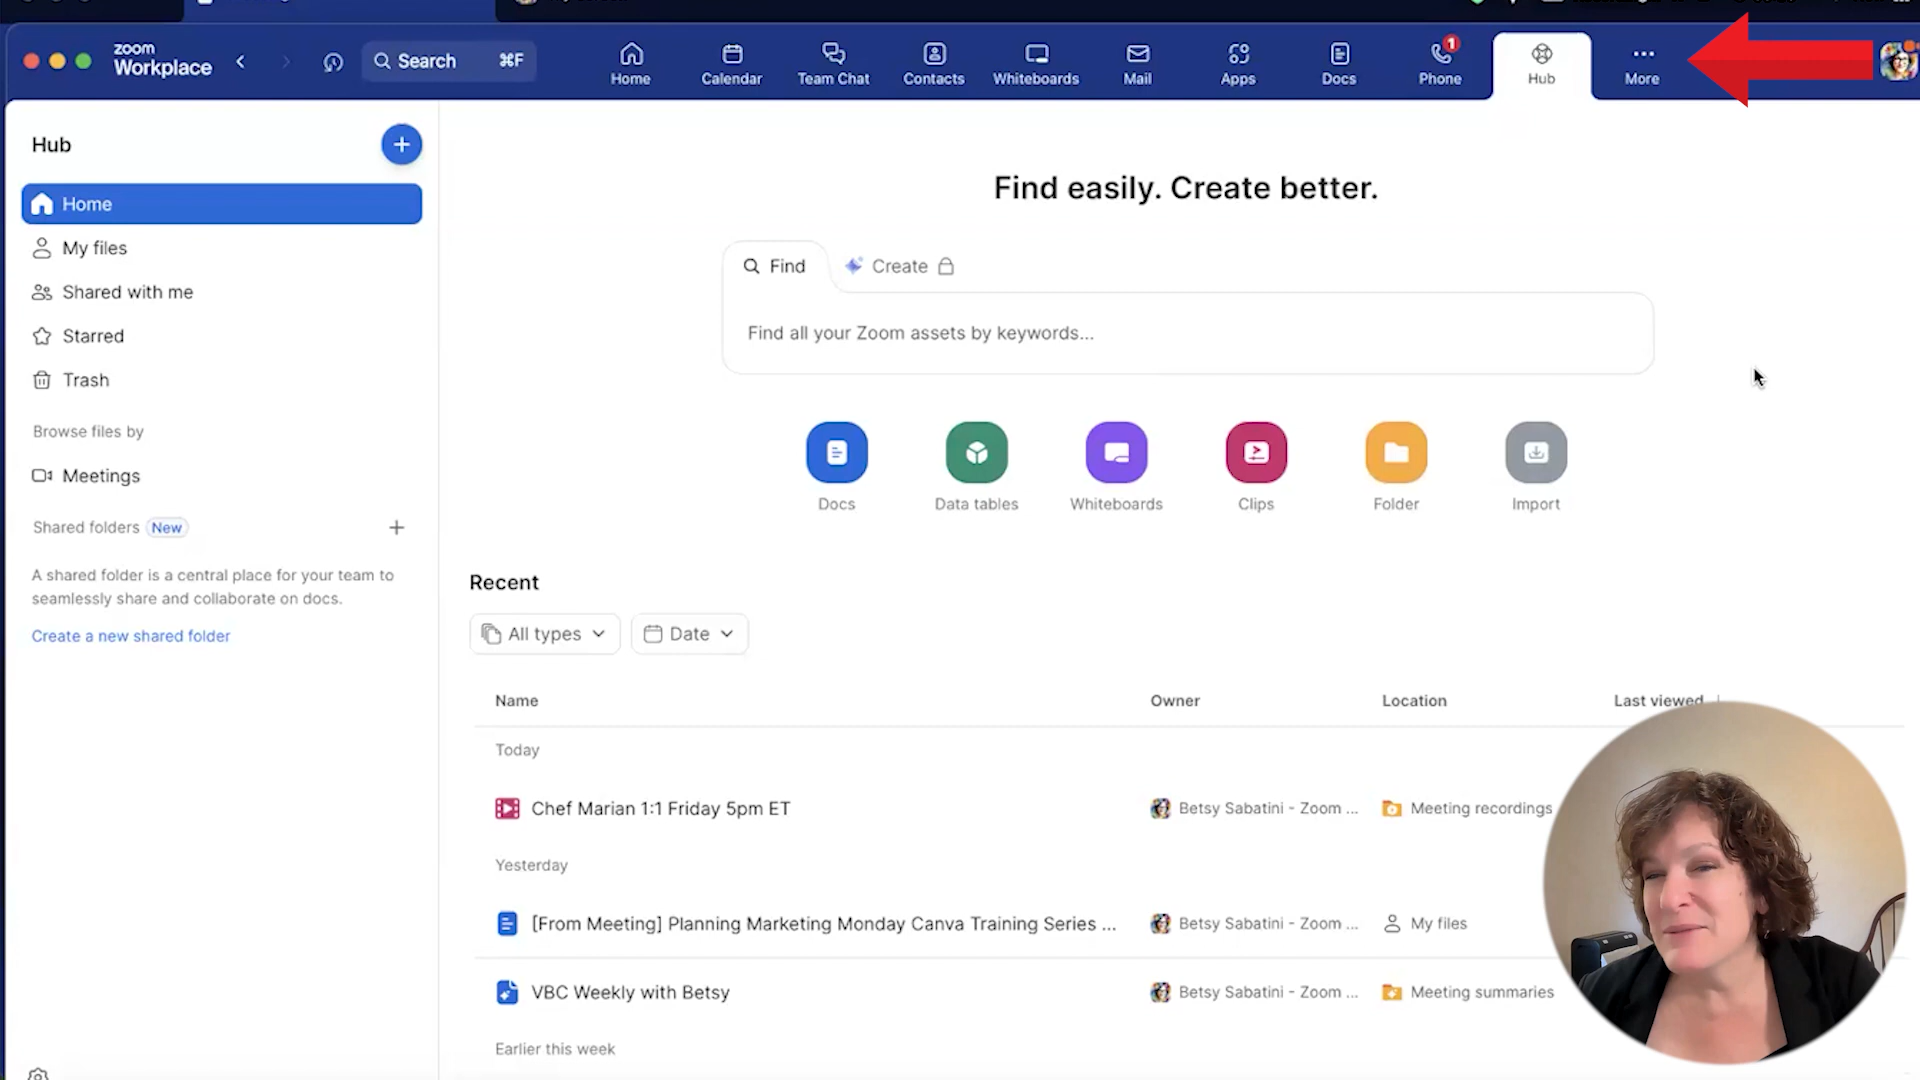 zoom
Workplace
Search ⌘F
Home
Calendar
Team Chat
Contacts
Whiteboards
Mail
Apps
Docs
1
Phone
Hub
More
Hub
Home
My files
Shared with me
Starred
Trash
Browse files by
Meetings
Shared folders New
A shared folder is a central place for your team to
seamlessly share and collaborate on docs.
Create a new shared folder
Find easily. Create better.
Find
Create
Find all your Zoom assets by keywords...
Docs
Data tables
Whiteboards
Clips
Folder
Import
Recent
All types
Date
Name Owner Location Last viewed
Today
Chef Marian 1:1 Friday 5pm ET Betsy Sabatini - Zoom ... Meeting recordings
Yesterday
[From Meeting] Planning Marketing Monday Canva Training Series ... Betsy Sabatini - Zoom ... My files
VBC Weekly with Betsy Betsy Sabatini - Zoom ... Meeting summaries
Earlier this week